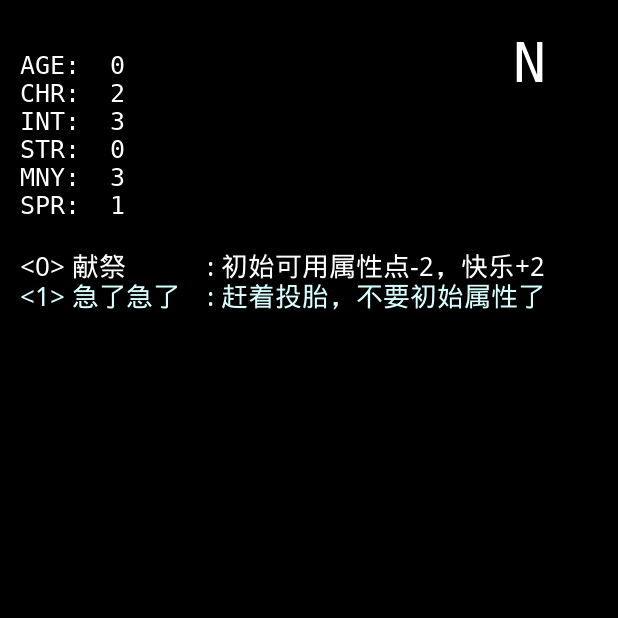 N
AGE: 0
CHR: 2
INT: 3
STR: 0
MNY: 3
SPR: 1
<0> 献祭 : 初始可用属性点-2，快乐+2
<1> 急了急了 : 赶着投胎，不要初始属性了